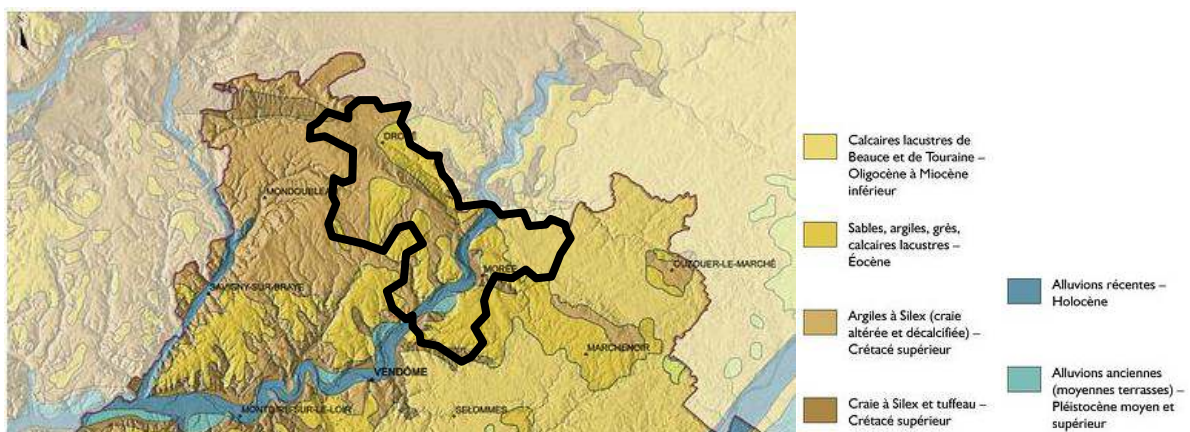 DROUÉ
MONDOUBLEAU
MORÉE
OUZOUER-LE-MARCHÉ
SAVIGNY-SUR-BRAYE
MARCHENOIR
VENDÔME
MONTOIRE-SUR-LE-LOIR
SELOMMES
Calcaires lacustres de
Beauce et de Touraine –
Oligocène à Miocène
inférieur
Sables, argiles, grès,
calcaires lacustres –
Éocène
Argiles à Silex (craie
altérée et décalcifiée) –
Crétacé supérieur
Craie à Silex et tuffeau –
Crétacé supérieur
Alluvions récentes –
Holocène
Alluvions anciennes
(moyennes terrasses) –
Pléistocène moyen et
supérieur